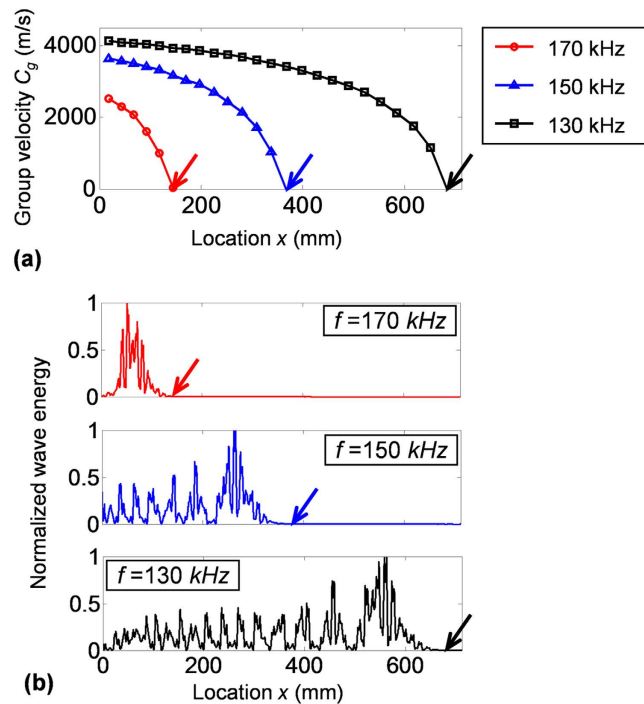 4000
2000
0
Group velocity Cg (m/s)
0 200 400 600
Location x (mm)
170 kHz
150 kHz
130 kHz
(a)
1
0.5
0
f =170 kHz
1
0.5
0
f =150 kHz
1
0.5
0
f =130 kHz
Normalized wave energy
0 200 400 600
Location x (mm)
(b)